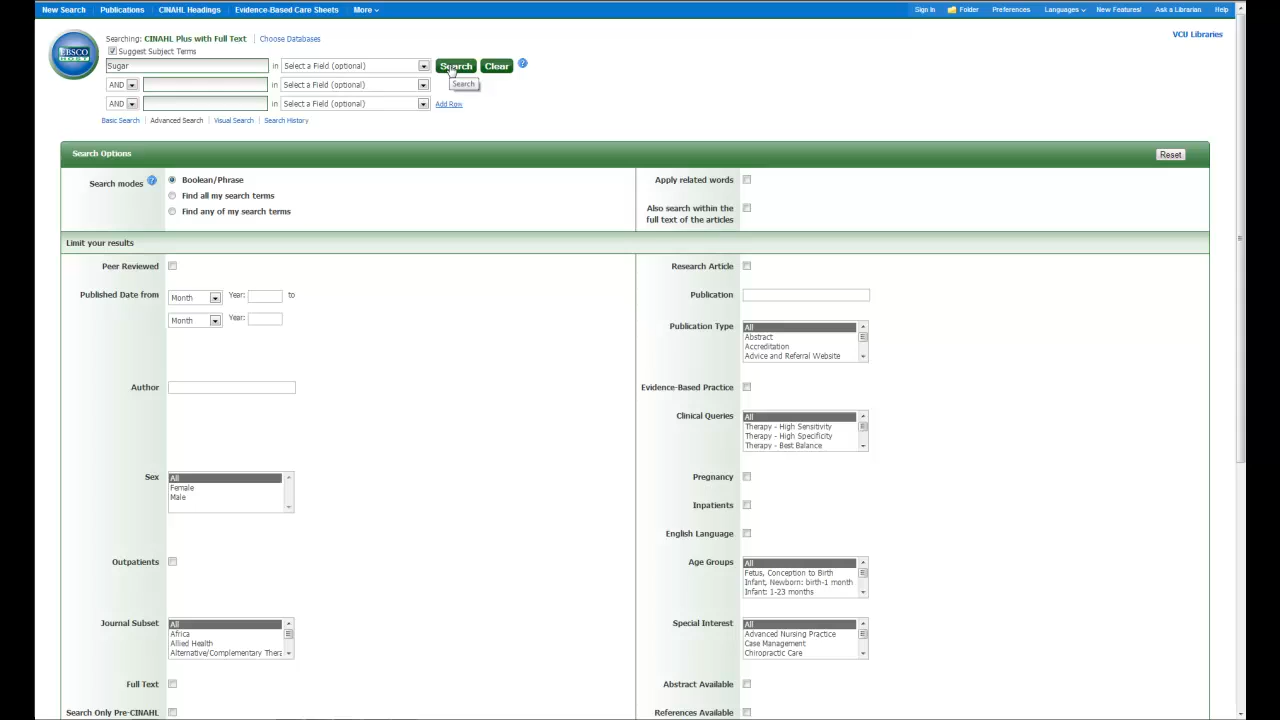 New Search Publications CINAHL Headings Evidence-Based Care Sheets More Sign In Folder Preferences Languages New Features! Ask a Librarian Help
VCU Libraries
EBSCO HOST
Searching: CINAHL Plus with Full Text Choose Databases
Suggest Subject Terms
Sugar in Select a Field (optional) Search Clear
AND in Select a Field (optional) Search
AND in Select a Field (optional) Add Row
Basic Search Advanced Search Visual Search Search History
Search Options Reset
Search modes Boolean/Phrase
Find all my search terms
Find any of my search terms
Apply related words
Also search within the
full text of the articles
Limit your results
Peer Reviewed
Published Date from Month Year: to
Month Year:
Author
Sex All
Female
Male
Outpatients
Journal Subset All
Africa
Allied Health
Alternative/Complementary Thera
Full Text
Search Only Pre-CINAHL
Research Article
Publication
Publication Type All
Abstract
Accreditation
Advice and Referral Website
Evidence-Based Practice
Clinical Queries All
Therapy - High Sensitivity
Therapy - High Specificity
Therapy - Best Balance
Pregnancy
Inpatients
English Language
Age Groups All
Fetus, Conception to Birth
Infant, Newborn: birth-1 month
Infant: 1-23 months
Special Interest All
Advanced Nursing Practice
Case Management
Chiropractic Care
Abstract Available
References Available